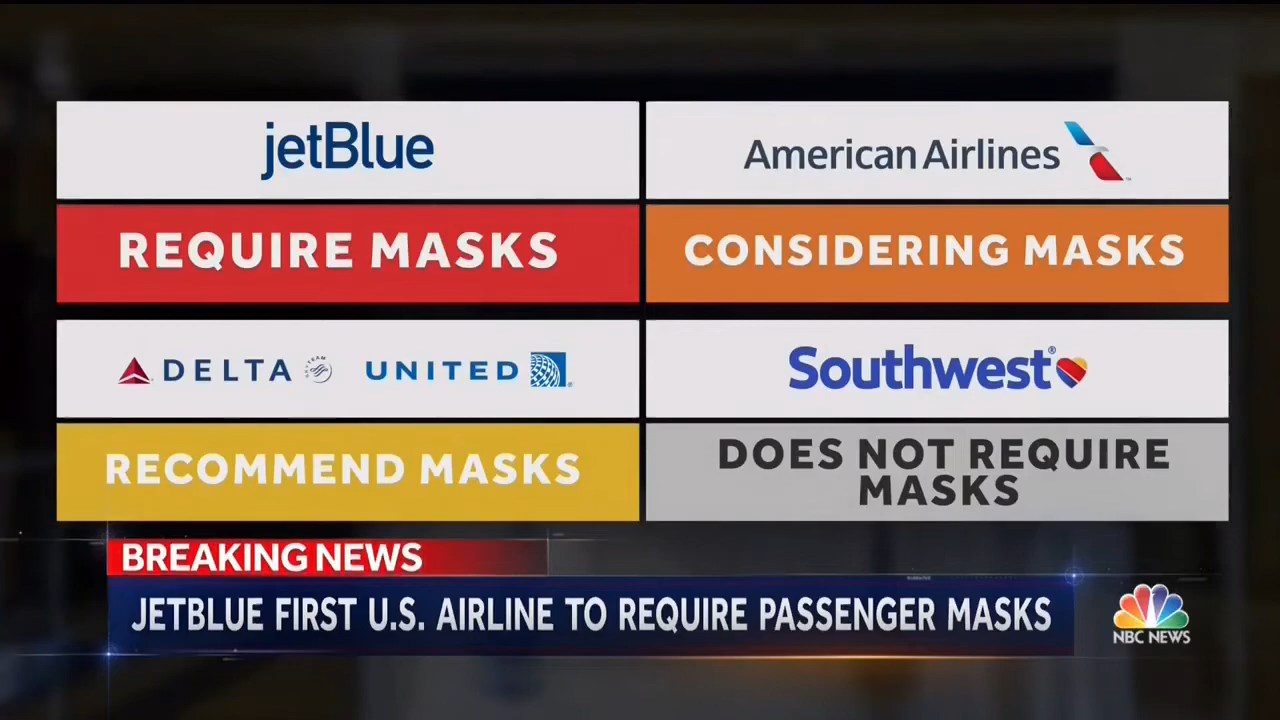 jetBlue
American Airlines
REQUIRE MASKS
CONSIDERING MASKS
DELTA
UNITED
Southwest®
RECOMMEND MASKS
DOES NOT REQUIRE
MASKS
BREAKING NEWS
JETBLUE FIRST U.S. AIRLINE TO REQUIRE PASSENGER MASKS
NBC NEWS